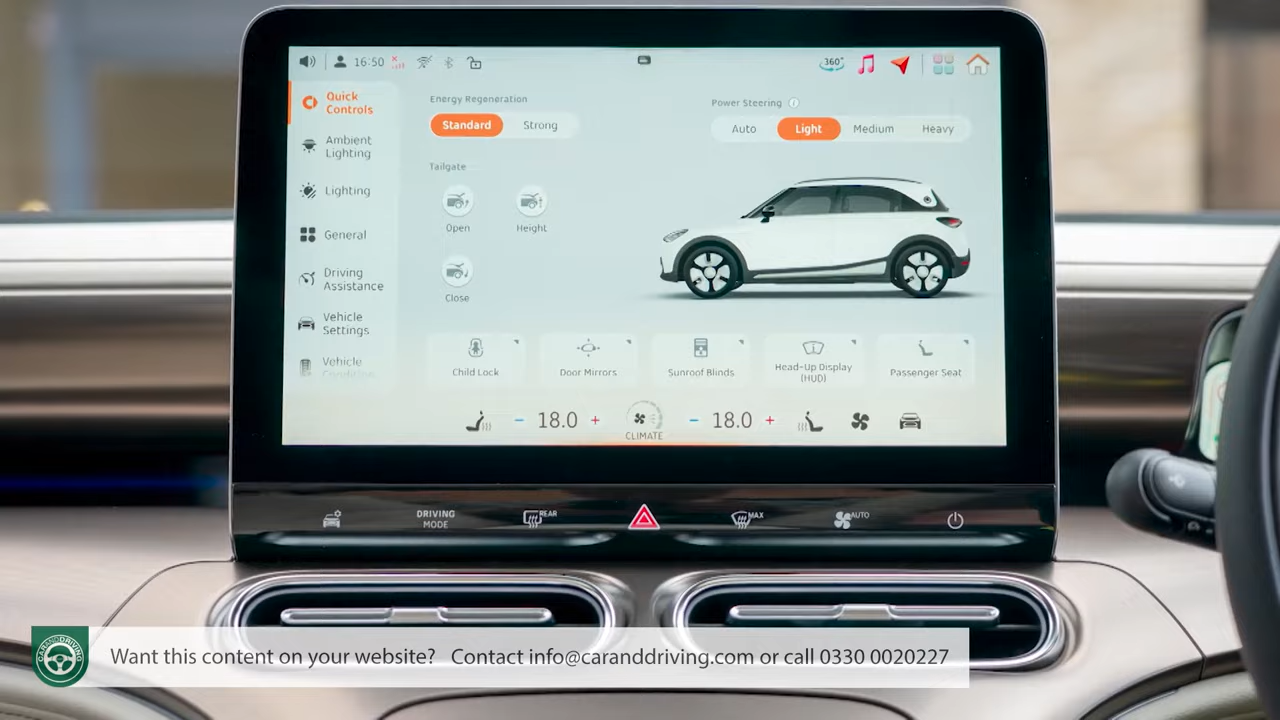 16:50
360°
Quick
Controls
Ambient
Lighting
Lighting
General
Driving
Assistance
Vehicle
Settings
Vehicle
Condition
Energy Regeneration
Standard Strong
Power Steering
Auto Light Medium Heavy
Tailgate
Open Height
Close
Child Lock
Door Mirrors
Sunroof Blinds
Head-Up Display
(HUD)
Passenger Seat
− 18.0 +
CLIMATE
− 18.0 +
DRIVING
MODE
REAR
MAX
AUTO
CARANDDRIVING
Want this content on your website? Contact info@caranddriving.com or call 0330 0020227